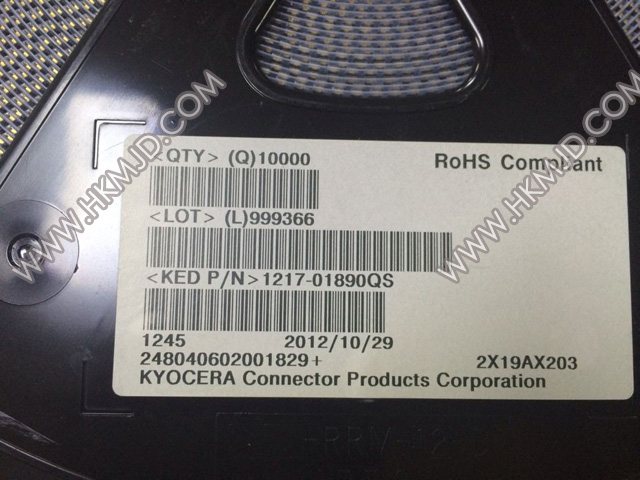 <QTY> (Q)10000
RoHS Compliant
<LOT> (L)999366
<KED P/N>1217-01890QS
1245 2012/10/29
248040602001829+ 2X19AX203
KYOCERA Connector Products Corporation
WWW.HKMJD.COM
WWW.HKMJD.COM